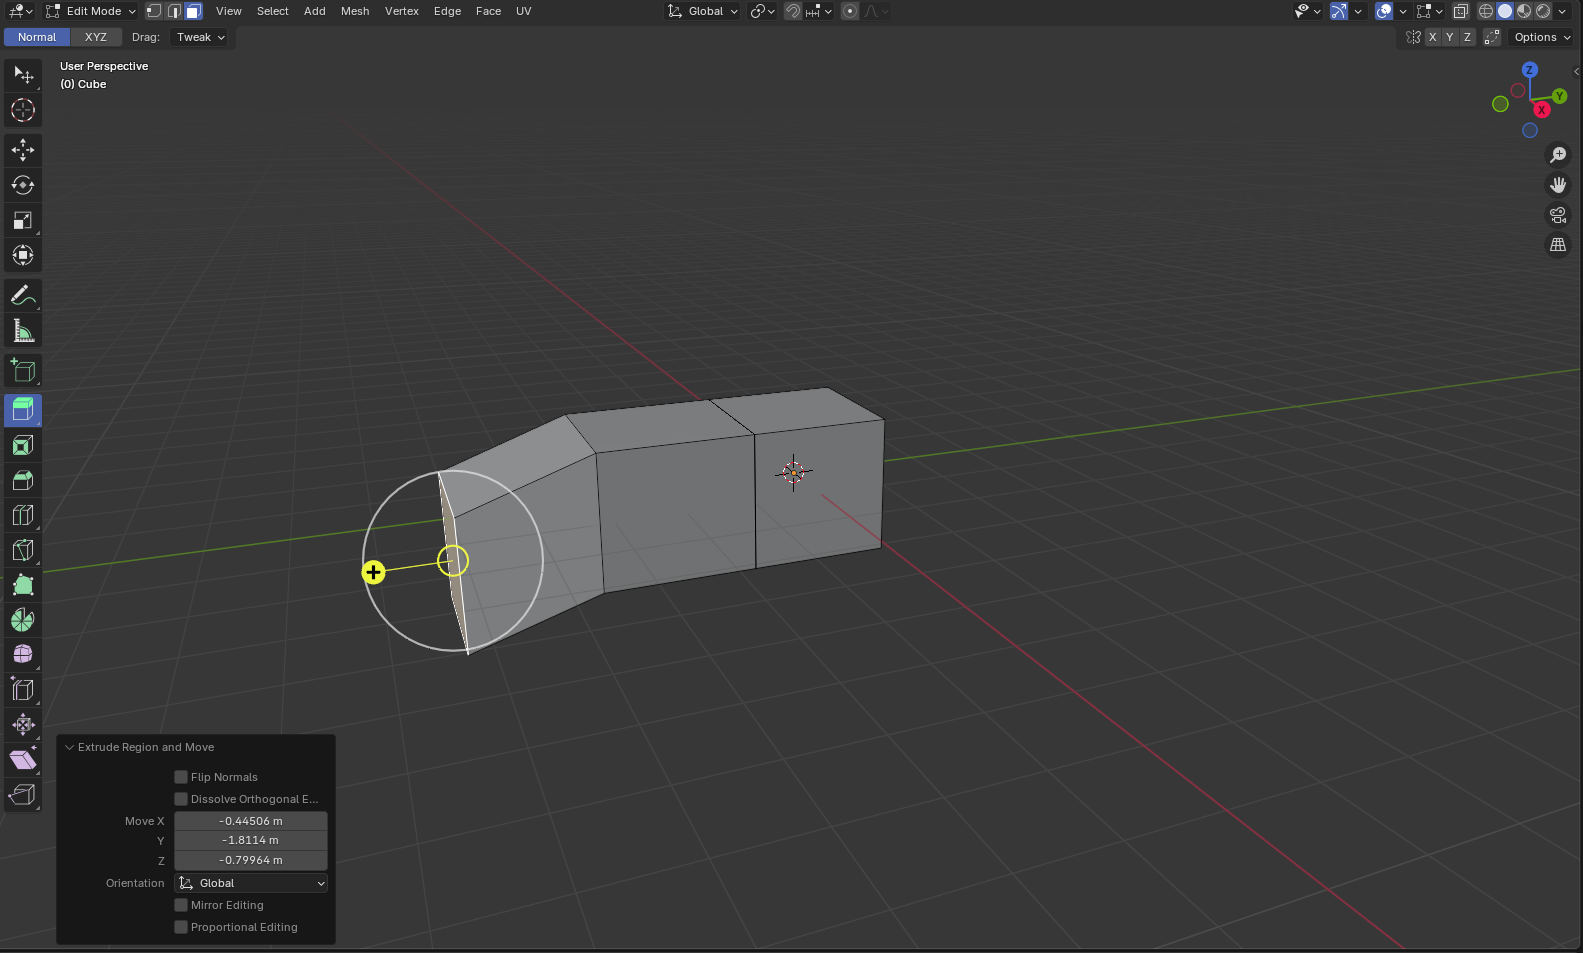 Edit Mode View Select Add Mesh Vertex Edge Face UV Global
Normal XYZ Drag: Tweak X Y Z Options
User Perspective
(0) Cube
Z
Y
X
Extrude Region and Move
Flip Normals
Dissolve Orthogonal E...
Move X -0.44506 m
Y -1.8114 m
Z -0.79964 m
Orientation Global
Mirror Editing
Proportional Editing